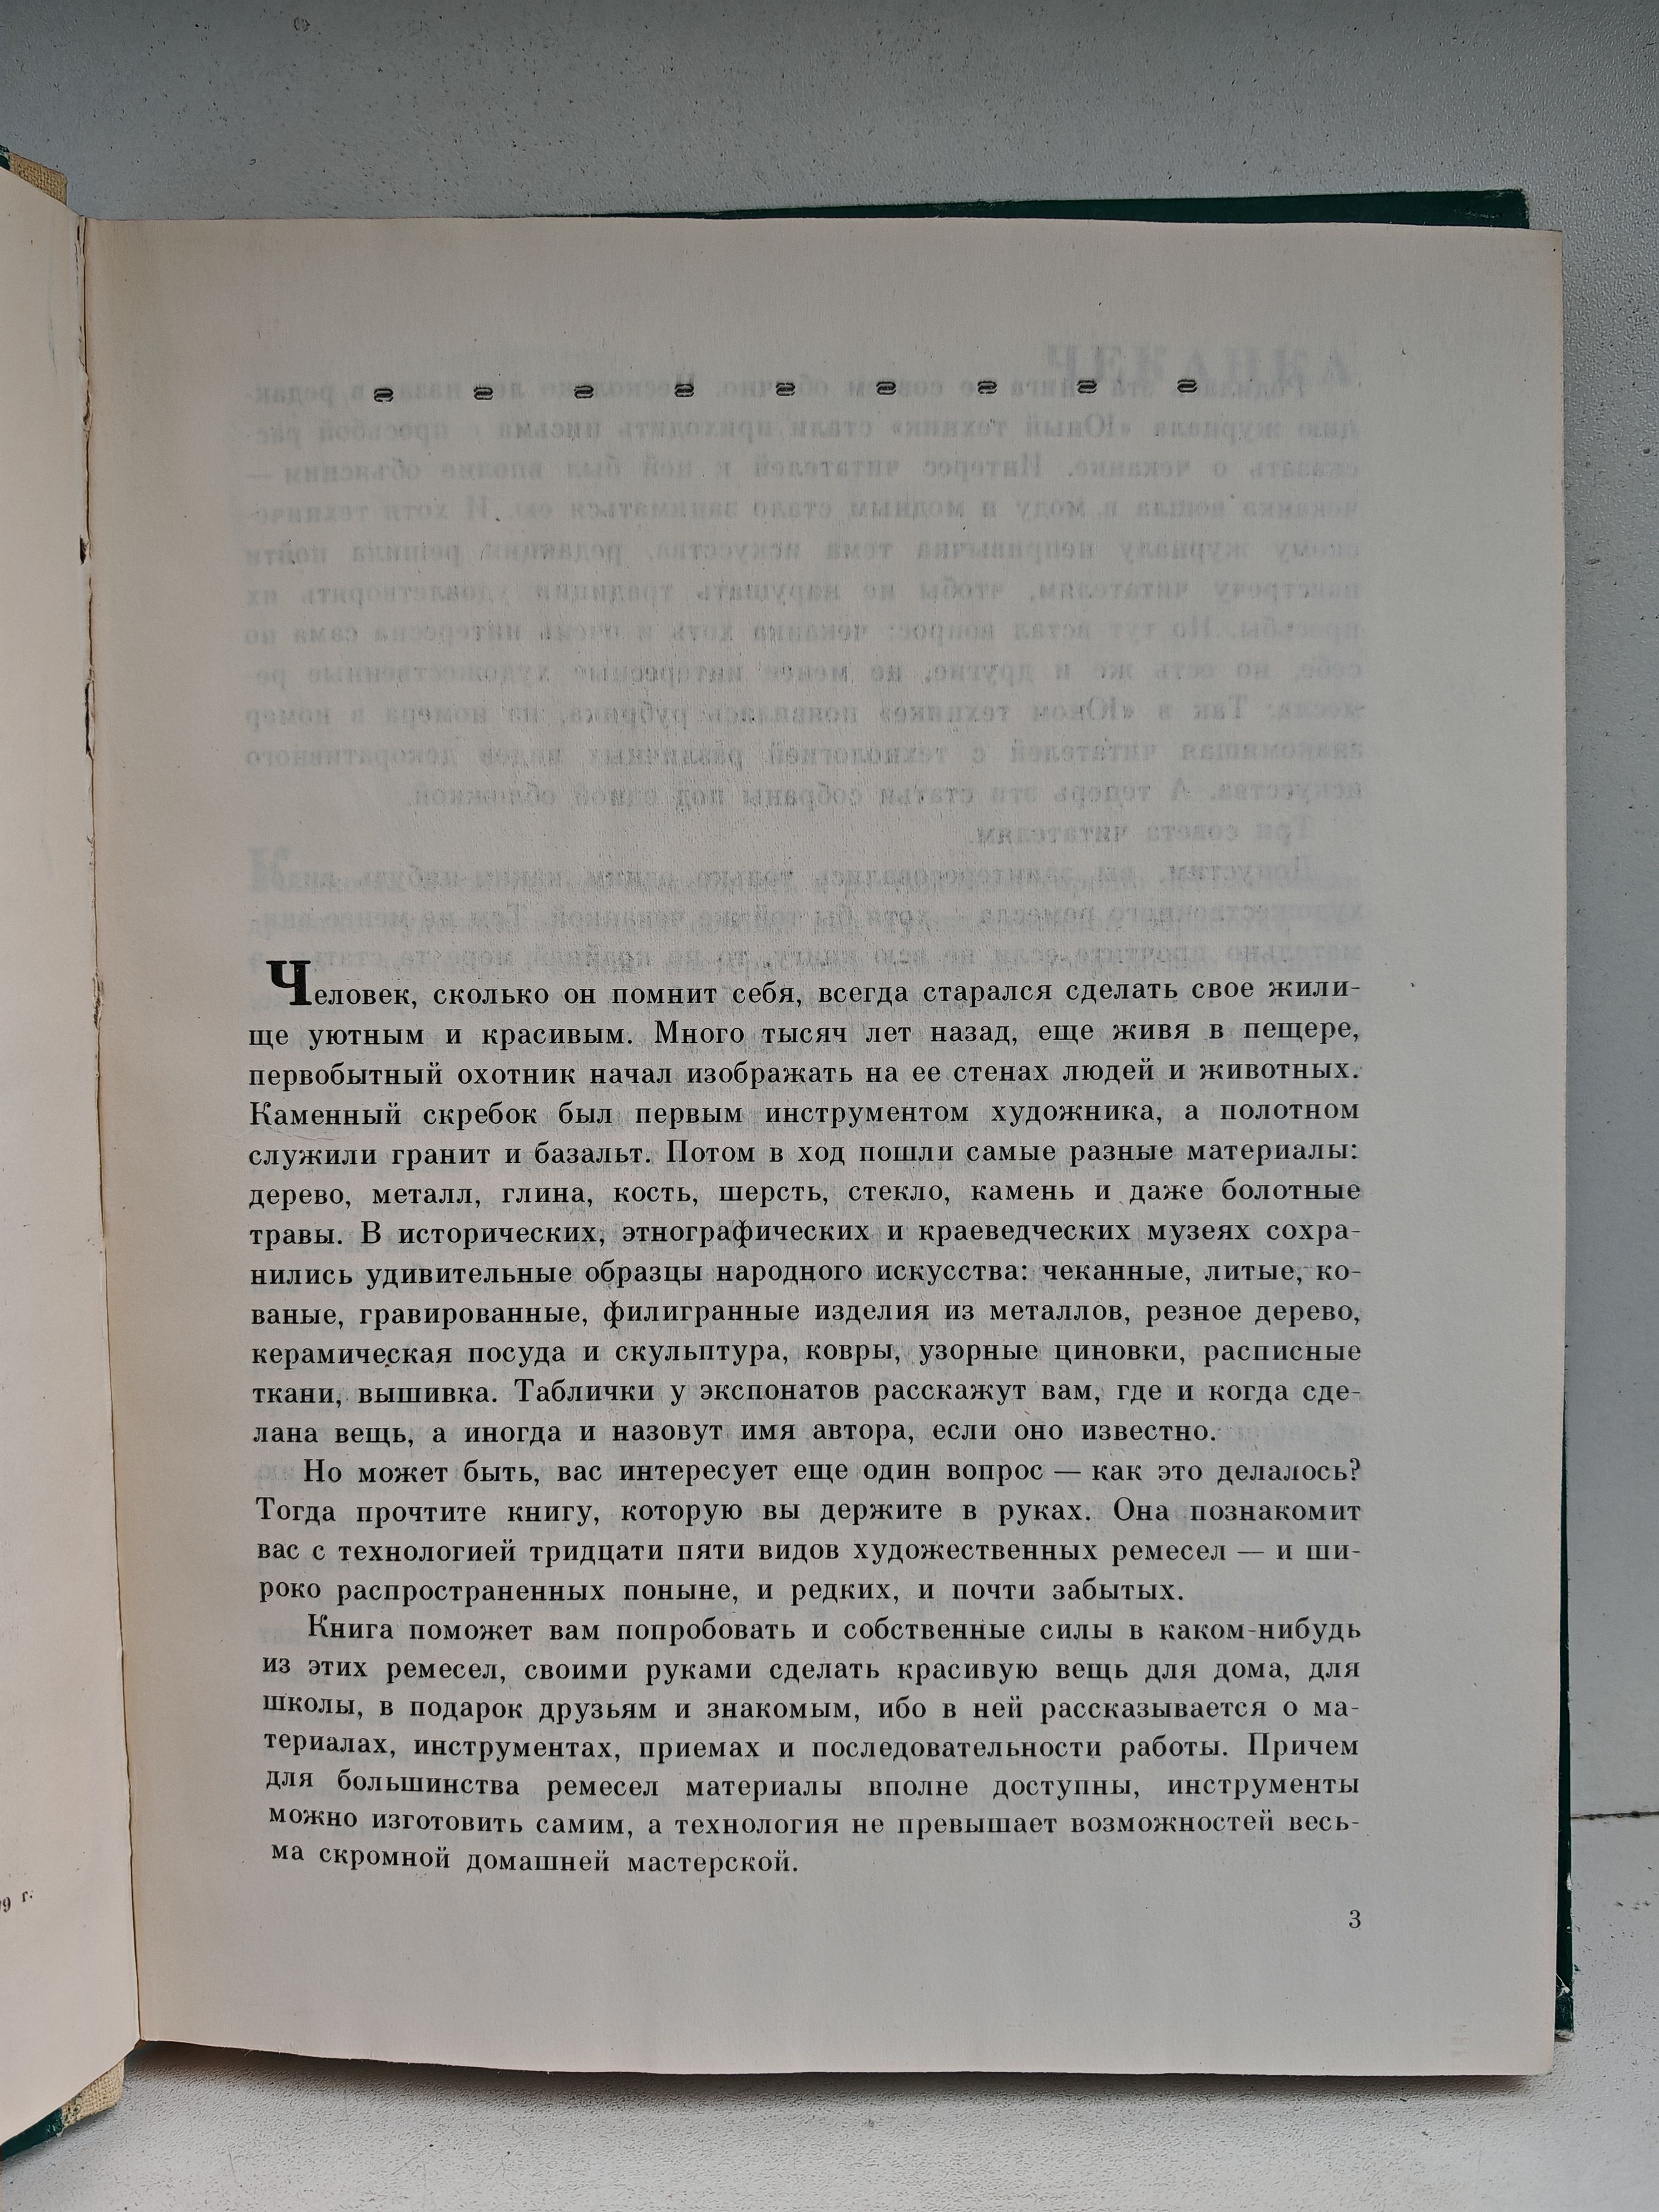 Человек, сколько он помнит себя, всегда старался сделать свое жили-
ще уютным и красивым. Много тысяч лет назад, еще живя в пещере,
первобытный охотник начал изображать на ее стенах людей и животных.
Каменный скребок был первым инструментом художника, а полотном
служили гранит и базальт. Потом в ход пошли самые разные материалы:
дерево, металл, глина, кость, шерсть, стекло, камень и даже болотные
травы. В исторических, этнографических и краеведческих музеях сохра-
нились удивительные образцы народного искусства: чеканные, литые, ко-
ваные, гравированные, филигранные изделия из металлов, резное дерево,
керамическая посуда и скульптура, ковры, узорные циновки, расписные
ткани, вышивка. Таблички у экспонатов расскажут вам, где и когда сде-
лана вещь, а иногда и назовут имя автора, если оно известно.
Но может быть, вас интересует еще один вопрос — как это делалось?
Тогда прочтите книгу, которую вы держите в руках. Она познакомит
вас с технологией тридцати пяти видов художественных ремесел — и ши-
роко распространенных поныне, и редких, и почти забытых.
Книга поможет вам попробовать и собственные силы в каком-нибудь
из этих ремесел, своими руками сделать красивую вещь для дома, для
школы, в подарок друзьям и знакомым, ибо в ней рассказывается о ма-
териалах, инструментах, приемах и последовательности работы. Причем
для большинства ремесел материалы вполне доступны, инструменты
можно изготовить самим, а технология не превышает возможностей весь-
ма скромной домашней мастерской.
3